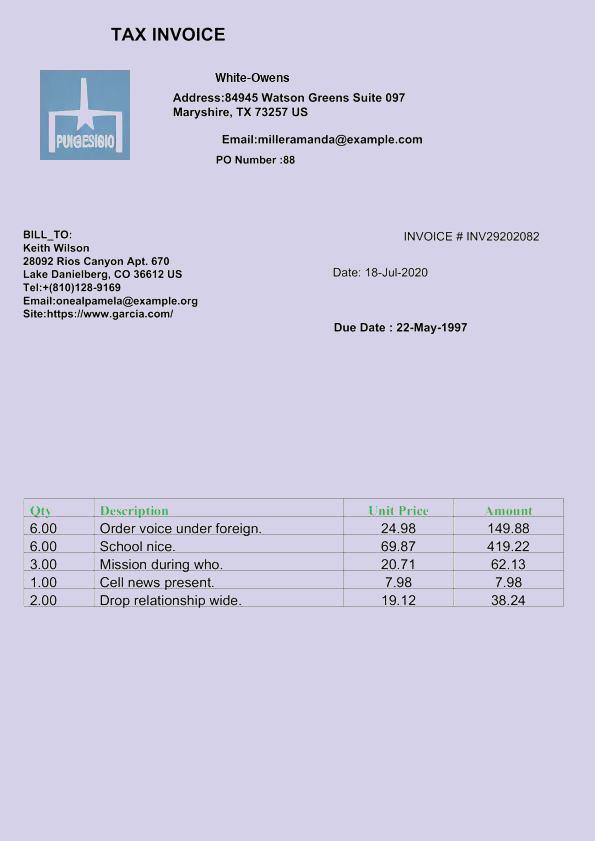 TAX INVOICE
PUIGESIGIO
White-Owens
Address:84945 Watson Greens Suite 097
Maryshire, TX 73257 US
Email:milleramanda@example.com
PO Number :88
BILL_TO:
Keith Wilson
28092 Rios Canyon Apt. 670
Lake Danielberg, CO 36612 US
Tel:+(810)128-9169
Email:onealpamela@example.org
Site:https://www.garcia.com/
INVOICE # INV29202082
Date: 18-Jul-2020
Due Date : 22-May-1997
Qty Description Unit Price Amount
6.00 Order voice under foreign. 24.98 149.88
6.00 School nice. 69.87 419.22
3.00 Mission during who. 20.71 62.13
1.00 Cell news present. 7.98 7.98
2.00 Drop relationship wide. 19.12 38.24